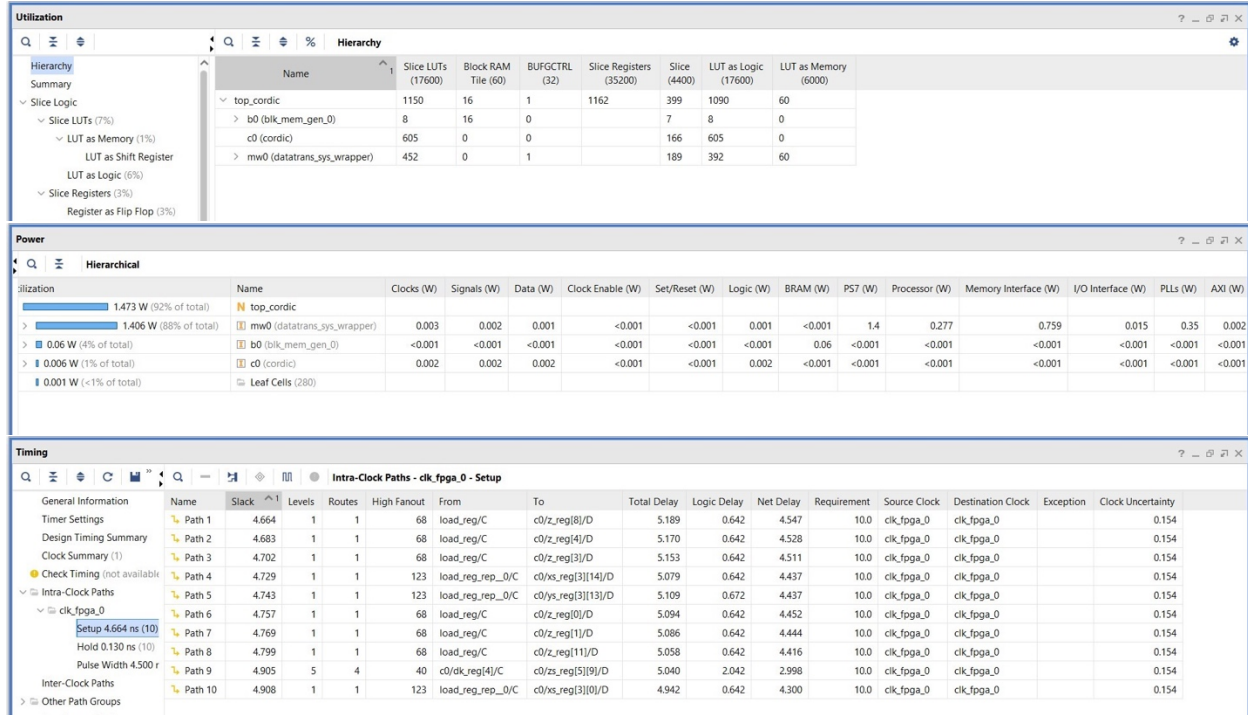 Utilization
Hierarchy
Hierarchy
Summary
Slice Logic
Slice LUTs (7%)
LUT as Memory (1%)
LUT as Shift Register
LUT as Logic (6%)
Slice Registers (3%)
Register as Flip Flop (3%)
Name 1 Slice LUTs (17600) Block RAM Tile (60) BUFGCTRL (32) Slice Registers (35200) Slice (4400) LUT as Logic (17600) LUT as Memory (6000)
top_cordic 1150 16 1 1162 399 1090 60
b0 (blk_mem_gen_0) 8 16 0 7 8 0
c0 (cordic) 605 0 0 166 605 0
mw0 (datatrans_sys_wrapper) 452 0 1 189 392 60
Power
Hierarchical
ilization Name Clocks (W) Signals (W) Data (W) Clock Enable (W) Set/Reset (W) Logic (W) BRAM (W) PS7 (W) Processor (W) Memory Interface (W) I/O Interface (W) PLLs (W) AXI (W)
1.473 W (92% of total) N top_cordic
1.406 W (88% of total) I mw0 (datatrans_sys_wrapper) 0.003 0.002 0.001 <0.001 <0.001 0.001 <0.001 1.4 0.277 0.759 0.015 0.35 0.002
0.06 W (4% of total) I b0 (blk_mem_gen_0) <0.001 <0.001 <0.001 <0.001 <0.001 <0.001 0.06 <0.001 <0.001 <0.001 <0.001 <0.001 <0.001
0.006 W (1% of total) I c0 (cordic) 0.002 0.002 0.002 <0.001 <0.001 0.002 <0.001 <0.001 <0.001 <0.001 <0.001 <0.001 <0.001
0.001 W (<1% of total) Leaf Cells (280)
Timing
Intra-Clock Paths - clk_fpga_0 - Setup
General Information
Timer Settings
Design Timing Summary
Clock Summary (1)
Check Timing (not available
Intra-Clock Paths
clk_fpga_0
Setup 4.664 ns (10)
Hold 0.130 ns (10)
Pulse Width 4.500 r
Inter-Clock Paths
Other Path Groups
Name Slack 1 Levels Routes High Fanout From To Total Delay Logic Delay Net Delay Requirement Source Clock Destination Clock Exception Clock Uncertainty
Path 1 4.664 1 1 68 load_reg/C c0/z_reg[8]/D 5.189 0.642 4.547 10.0 clk_fpga_0 clk_fpga_0 0.154
Path 2 4.683 1 1 68 load_reg/C c0/z_reg[4]/D 5.170 0.642 4.528 10.0 clk_fpga_0 clk_fpga_0 0.154
Path 3 4.702 1 1 68 load_reg/C c0/z_reg[3]/D 5.153 0.642 4.511 10.0 clk_fpga_0 clk_fpga_0 0.154
Path 4 4.729 1 1 123 load_reg_rep__0/C c0/xs_reg[3][14]/D 5.079 0.642 4.437 10.0 clk_fpga_0 clk_fpga_0 0.154
Path 5 4.743 1 1 123 load_reg_rep__0/C c0/ys_reg[3][13]/D 5.109 0.672 4.437 10.0 clk_fpga_0 clk_fpga_0 0.154
Path 6 4.757 1 1 68 load_reg/C c0/z_reg[0]/D 5.094 0.642 4.452 10.0 clk_fpga_0 clk_fpga_0 0.154
Path 7 4.769 1 1 68 load_reg/C c0/z_reg[1]/D 5.086 0.642 4.444 10.0 clk_fpga_0 clk_fpga_0 0.154
Path 8 4.799 1 1 68 load_reg/C c0/z_reg[11]/D 5.058 0.642 4.416 10.0 clk_fpga_0 clk_fpga_0 0.154
Path 9 4.905 5 4 40 c0/dk_reg[4]/C c0/zs_reg[5][9]/D 5.040 2.042 2.998 10.0 clk_fpga_0 clk_fpga_0 0.154
Path 10 4.908 1 1 123 load_reg_rep__0/C c0/xs_reg[3][0]/D 4.942 0.642 4.300 10.0 clk_fpga_0 clk_fpga_0 0.154